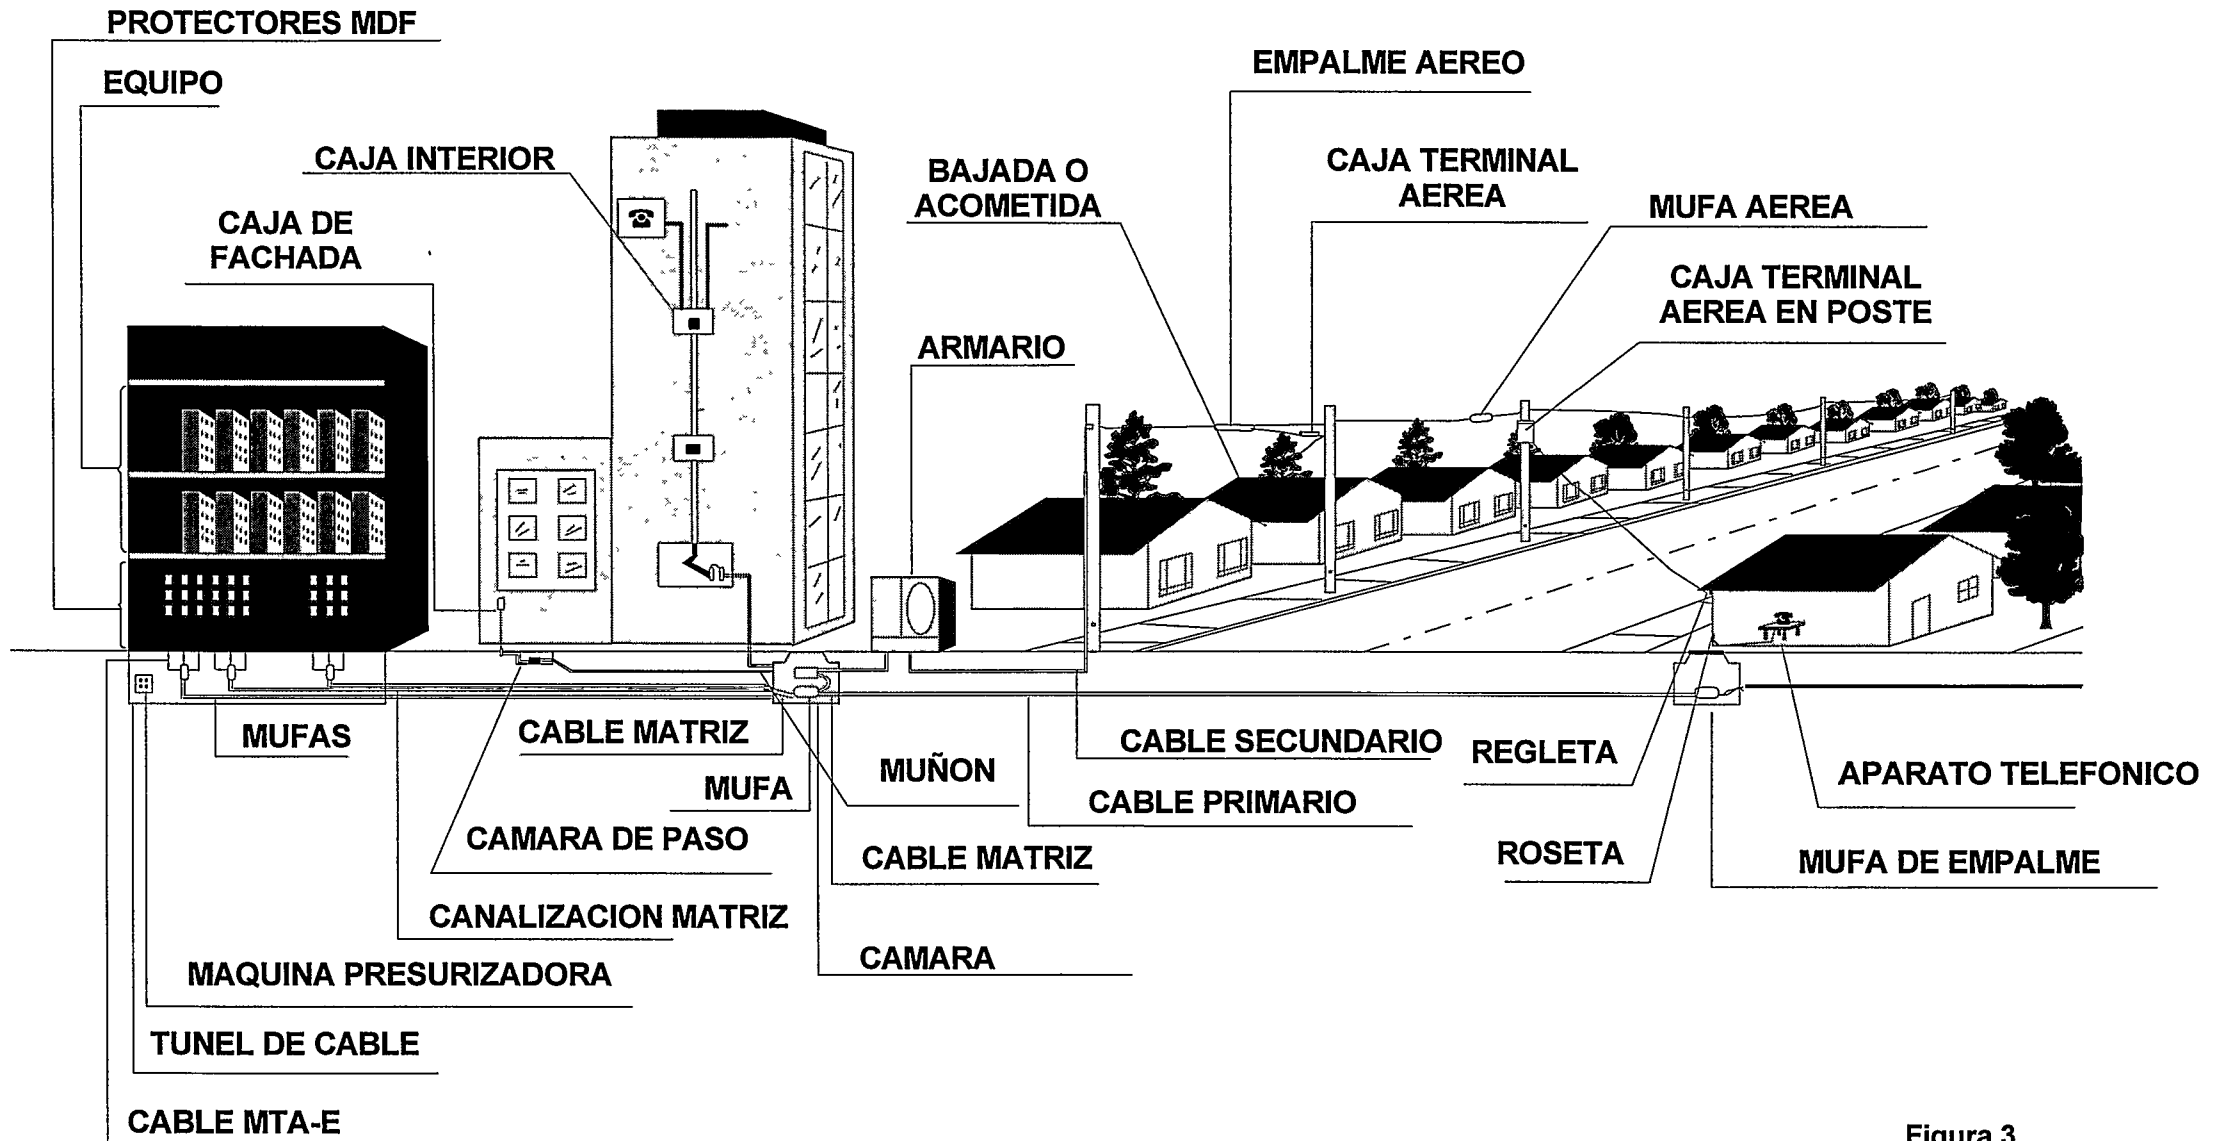 PROTECTORES MDF
EQUIPO
CAJA INTERIOR
CAJA DE
FACHADA
EMPALME AEREO
BAJADA O
ACOMETIDA
CAJA TERMINAL
AEREA
MUFA AEREA
CAJA TERMINAL
AEREA EN POSTE
ARMARIO
MUFAS
CABLE MATRIZ
MUFA
MUÑON
CABLE SECUNDARIO
CABLE PRIMARIO
REGLETA
APARATO TELEFONICO
CAMARA DE PASO
CABLE MATRIZ
ROSETA
MUFA DE EMPALME
CANALIZACION MATRIZ
CAMARA
MAQUINA PRESURIZADORA
TUNEL DE CABLE
CABLE MTA-E
Figura 3